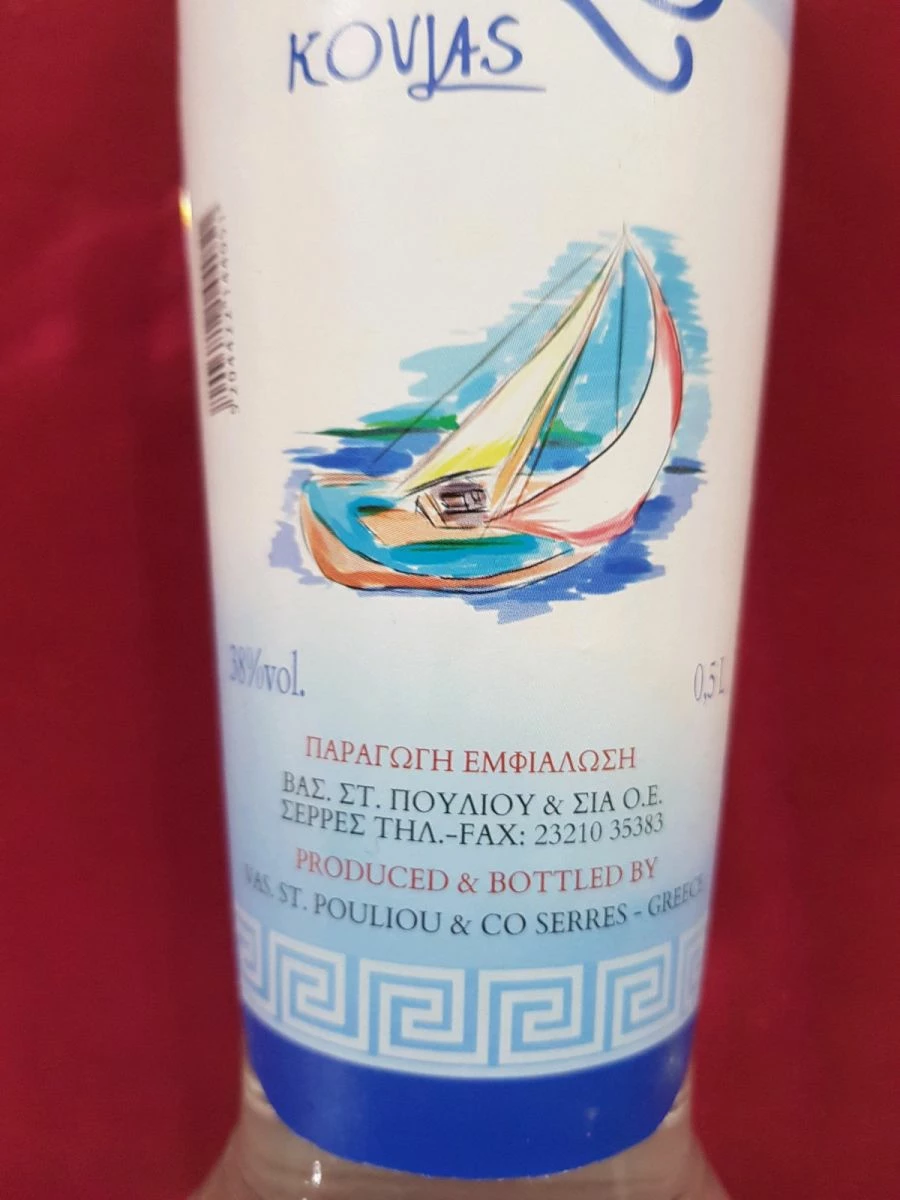 KOVJAS
38%vol.
0,5 L
ΠΑΡΑΓΩΓΗ ΕΜΦΙΑΛΩΣΗ
ΒΑΣ. ΣΤ. ΠΟΥΛΙΟΥ & ΣΙΑ Ο.Ε.
ΣΕΡΡΕΣ ΤΗΛ.-FAX: 23210 35383
PRODUCED & BOTTLED BY
VAS. ST. POULIOU & CO SERRES - GREECE